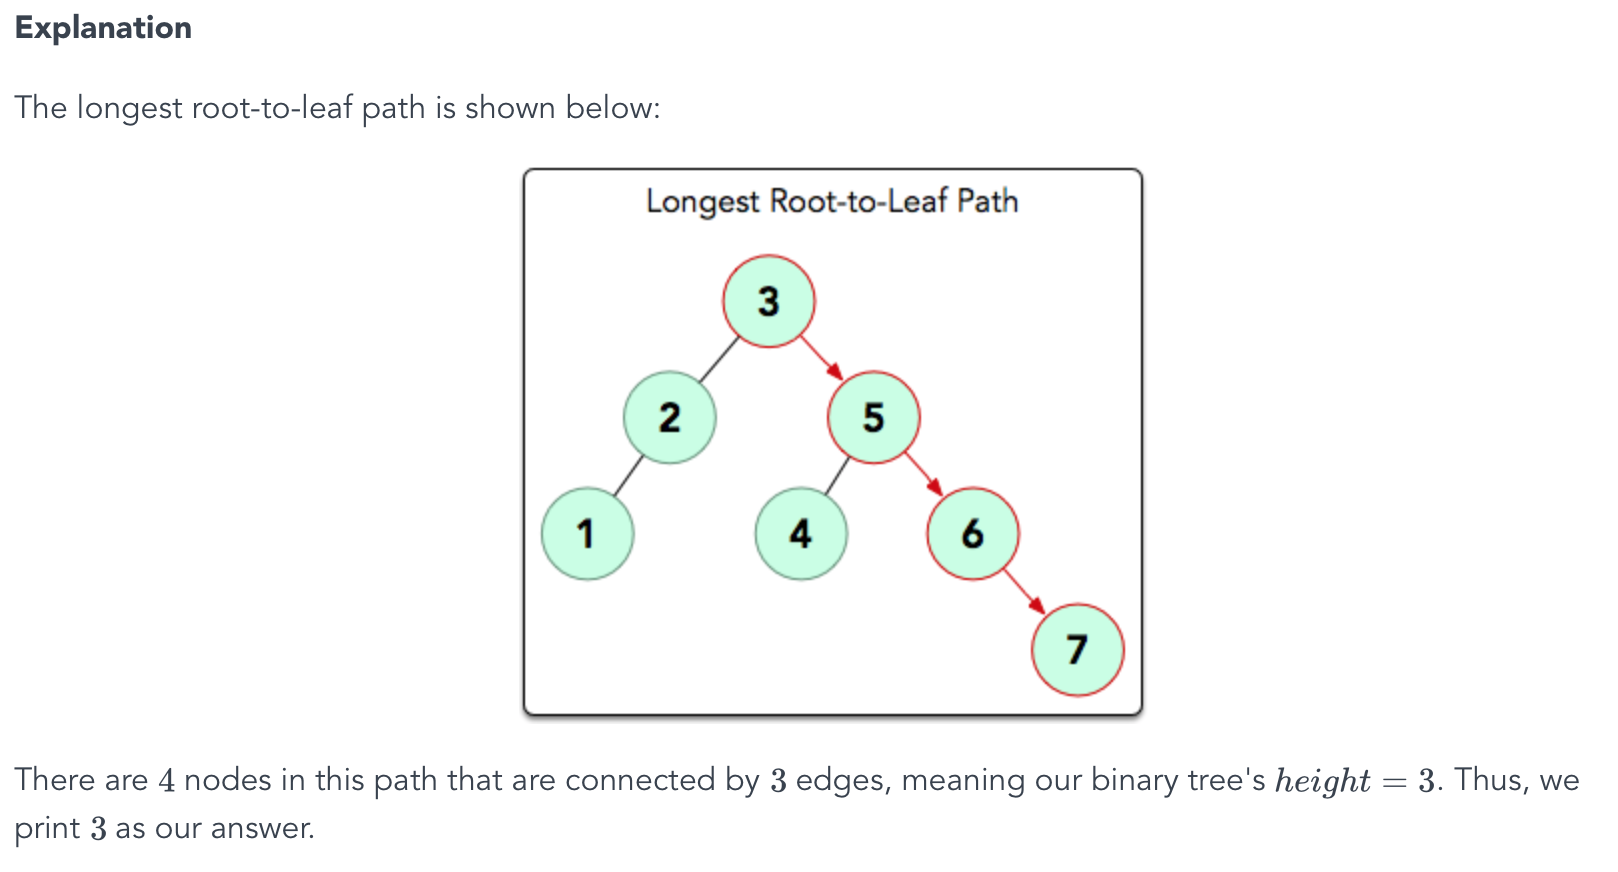 Explanation
The longest root-to-leaf path is shown below:
Longest Root-to-Leaf Path
3
2
5
1
4
6
7
There are 4 nodes in this path that are connected by 3 edges, meaning our binary tree's height = 3. Thus, we
print 3 as our answer.